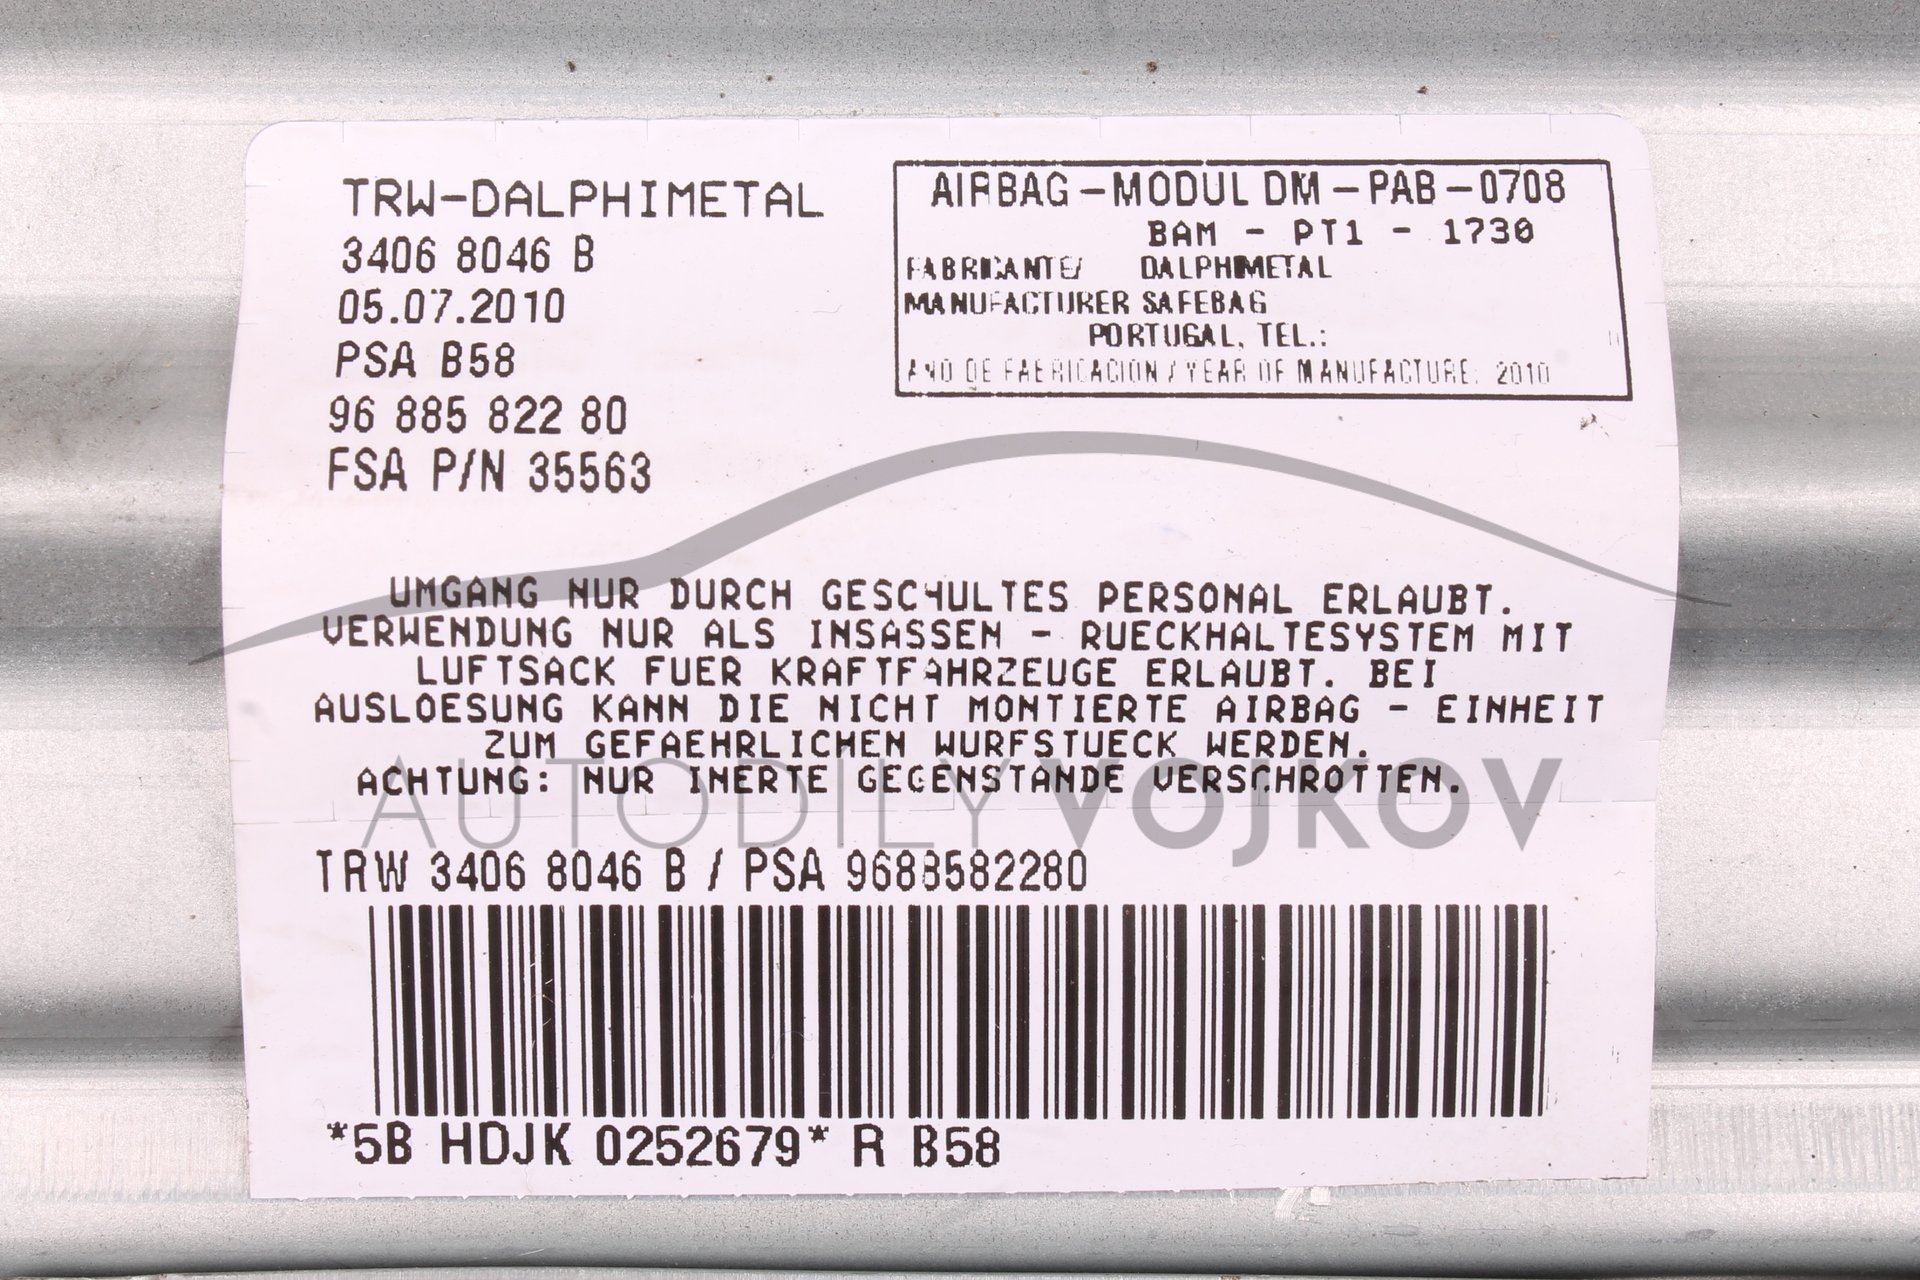 TRW-DALPHIMETAL
3406 8046 B
05.07.2010
PSA B58
96 885 822 80
FSA P/N 35563
AIRBAG-MODUL DM-PAB-0708
BAM - PT1 - 1730
FABRICANTE/ DALPHIMETAL
MANUFACTURER SAFEBAG
PORTUGAL, TEL.:
ANO DE FABRICACION / YEAR OF MANUFACTURE: 2010
UMGANG NUR DURCH GESCHULTES PERSONAL ERLAUBT.
VERWENDUNG NUR ALS INSASSEN - RUECKHALTESYSTEM MIT
LUFTSACK FUER KRAFTFAHRZEUGE ERLAUBT. BEI
AUSLOESUNG KANN DIE NICHT MONTIERTE AIRBAG - EINHEIT
ZUM GEFAEHRLICHEN WURFSTUECK WERDEN.
ACHTUNG: NUR INERTE GEGENSTANDE VERSCHROTTEN.
AUTODÍLY VOJKOV
TRW 3406 8046 B / PSA 9688582280
*5B HDJK 0252679* R B58